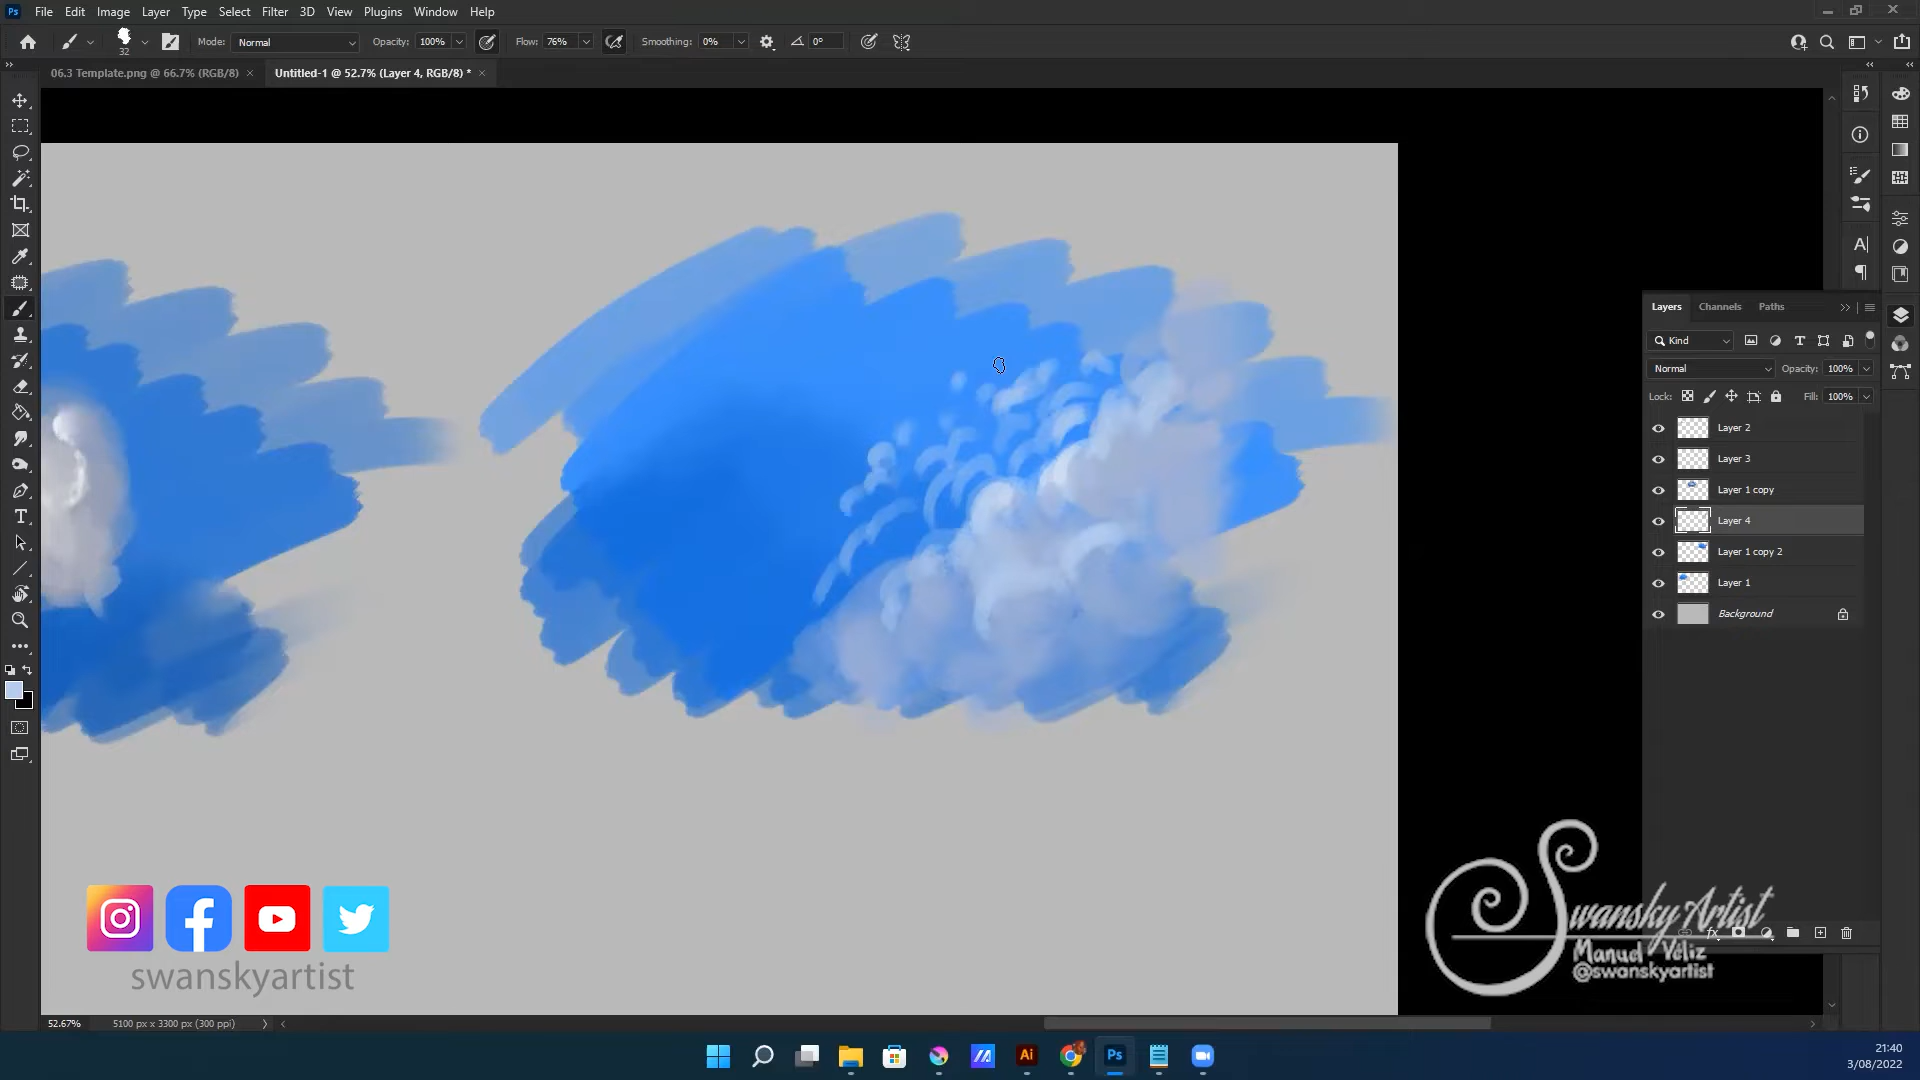 Ps File Edit Image Layer Type Select Filter 3D View Plugins Window Help
32 Mode: Normal Opacity: 100% Flow: 76% Smoothing: 0% 0°
06.3 Template.png @ 66.7% (RGB/8) × Untitled-1 @ 52.7% (Layer 4, RGB/8) * ×
Layers Channels Paths
Kind
Normal Opacity: 100%
Lock: Fill: 100%
Layer 2
Layer 3
Layer 1 copy
Layer 4
Layer 1 copy 2
Layer 1
Background
fx
Swansky Artist
Manuel Véliz
@swanskyartist
swanskyartist
52.67% 5100 px x 3300 px (300 ppi)
Ai Ps
21:40
3/08/2022